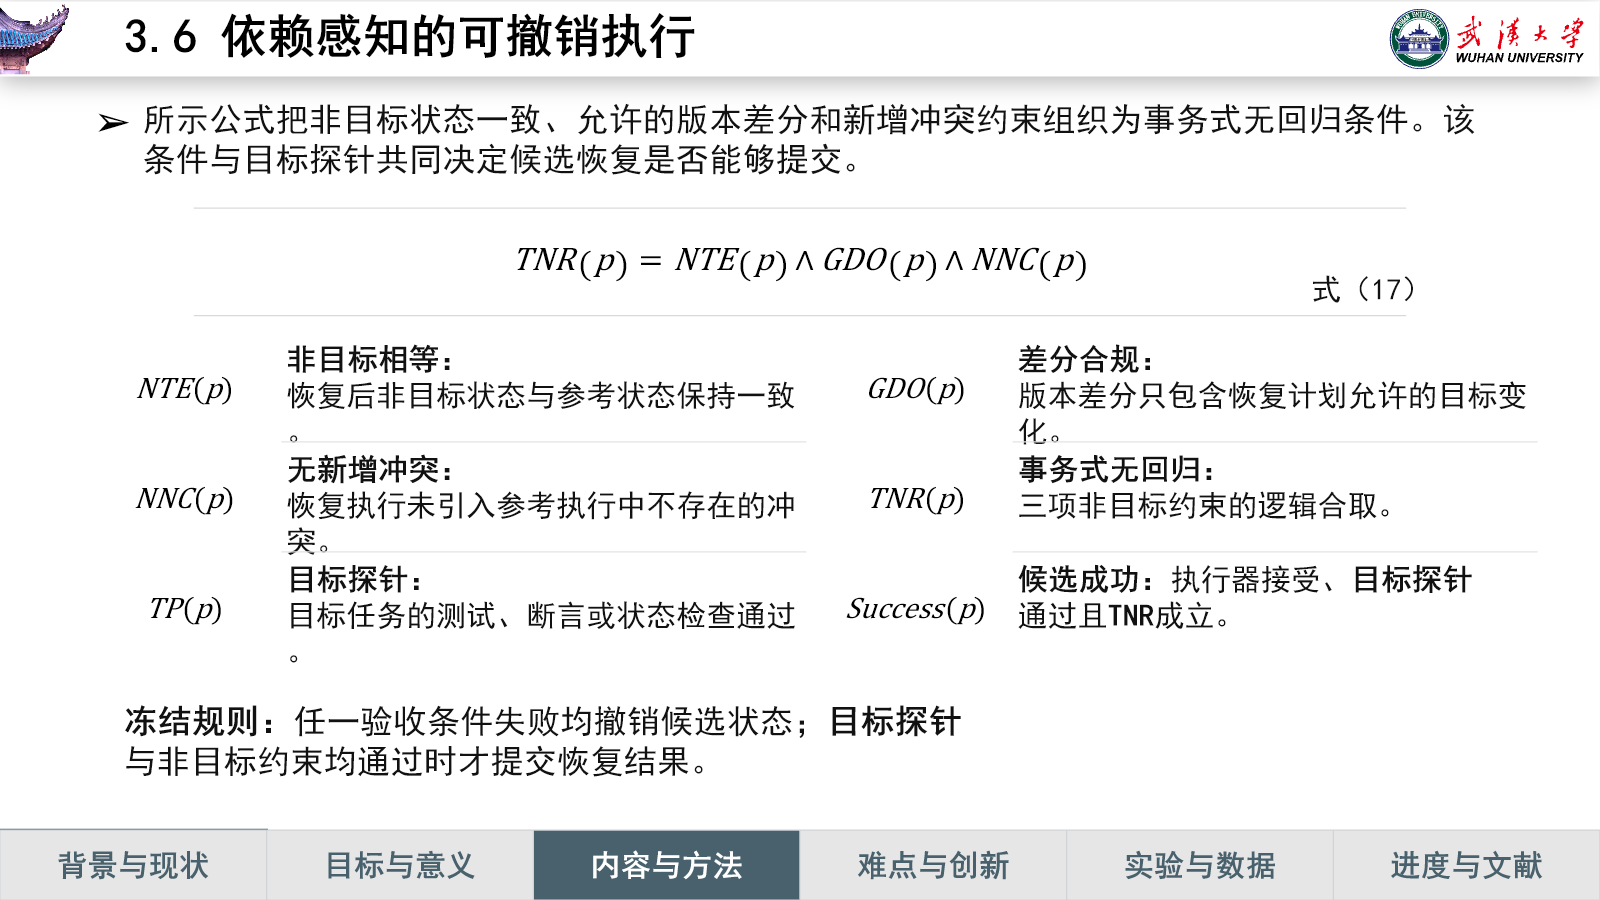 3.6 依赖感知的可撤销执行
武汉大学
WUHAN UNIVERSITY
➢ 所示公式把非目标状态一致、允许的版本差分和新增冲突约束组织为事务式无回归条件。该
条件与目标探针共同决定候选恢复是否能够提交。
TNR(p) = NTE(p) ∧ GDO(p) ∧ NNC(p)
式（17）
NTE(p)
非目标相等：
恢复后非目标状态与参考状态保持一致
。
GDO(p)
差分合规：
版本差分只包含恢复计划允许的目标变
化。
NNC(p)
无新增冲突：
恢复执行未引入参考执行中不存在的冲
突。
TNR(p)
事务式无回归：
三项非目标约束的逻辑合取。
TP(p)
目标探针：
目标任务的测试、断言或状态检查通过
。
Success(p)
候选成功：执行器接受、目标探针
通过且TNR成立。
冻结规则：任一验收条件失败均撤销候选状态；目标探针
与非目标约束均通过时才提交恢复结果。
背景与现状
目标与意义
内容与方法
难点与创新
实验与数据
进度与文献